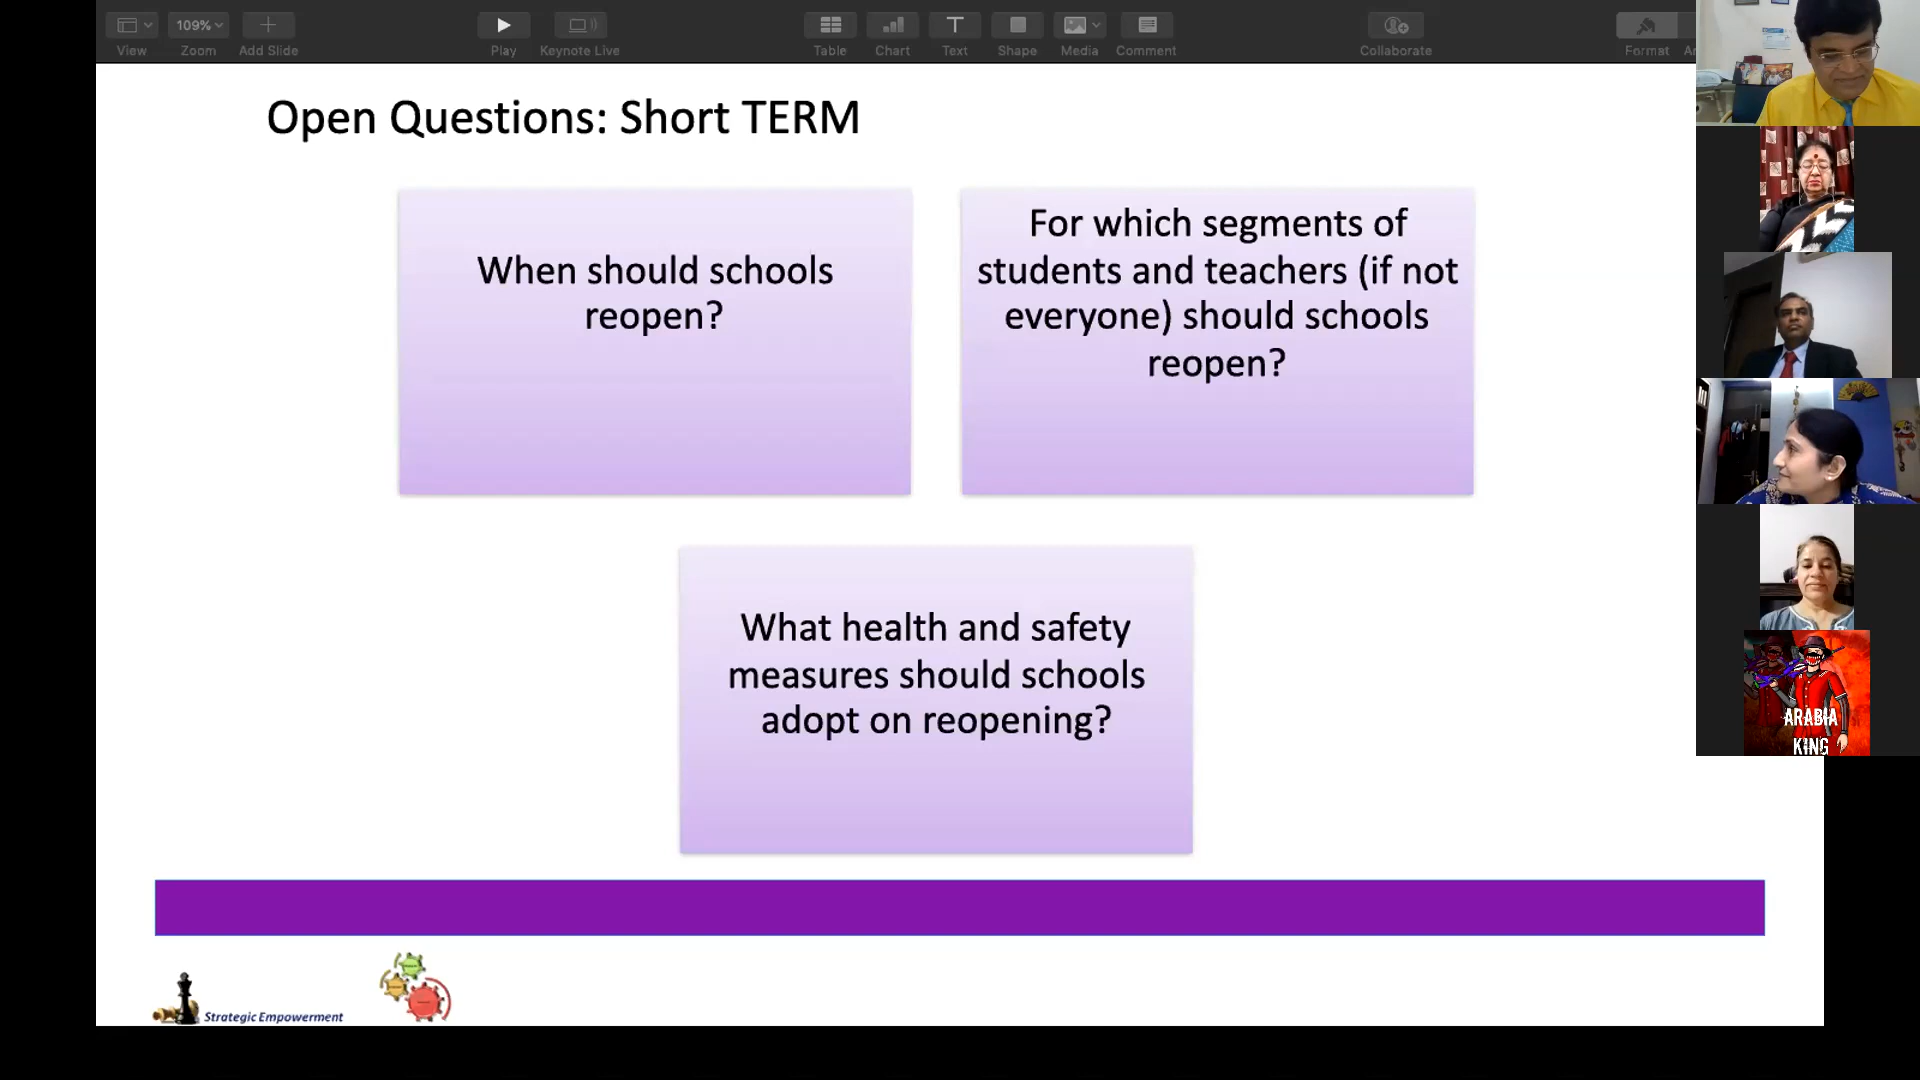 109%
View
Zoom
Add Slide
Play
Keynote Live
Table
Chart
Text
Shape
Media
Comment
Collaborate
Format
Open Questions: Short TERM
When should schools
reopen?
For which segments of
students and teachers (if not
everyone) should schools
reopen?
What health and safety
measures should schools
adopt on reopening?
Strategic Empowerment
ARABIA
KING